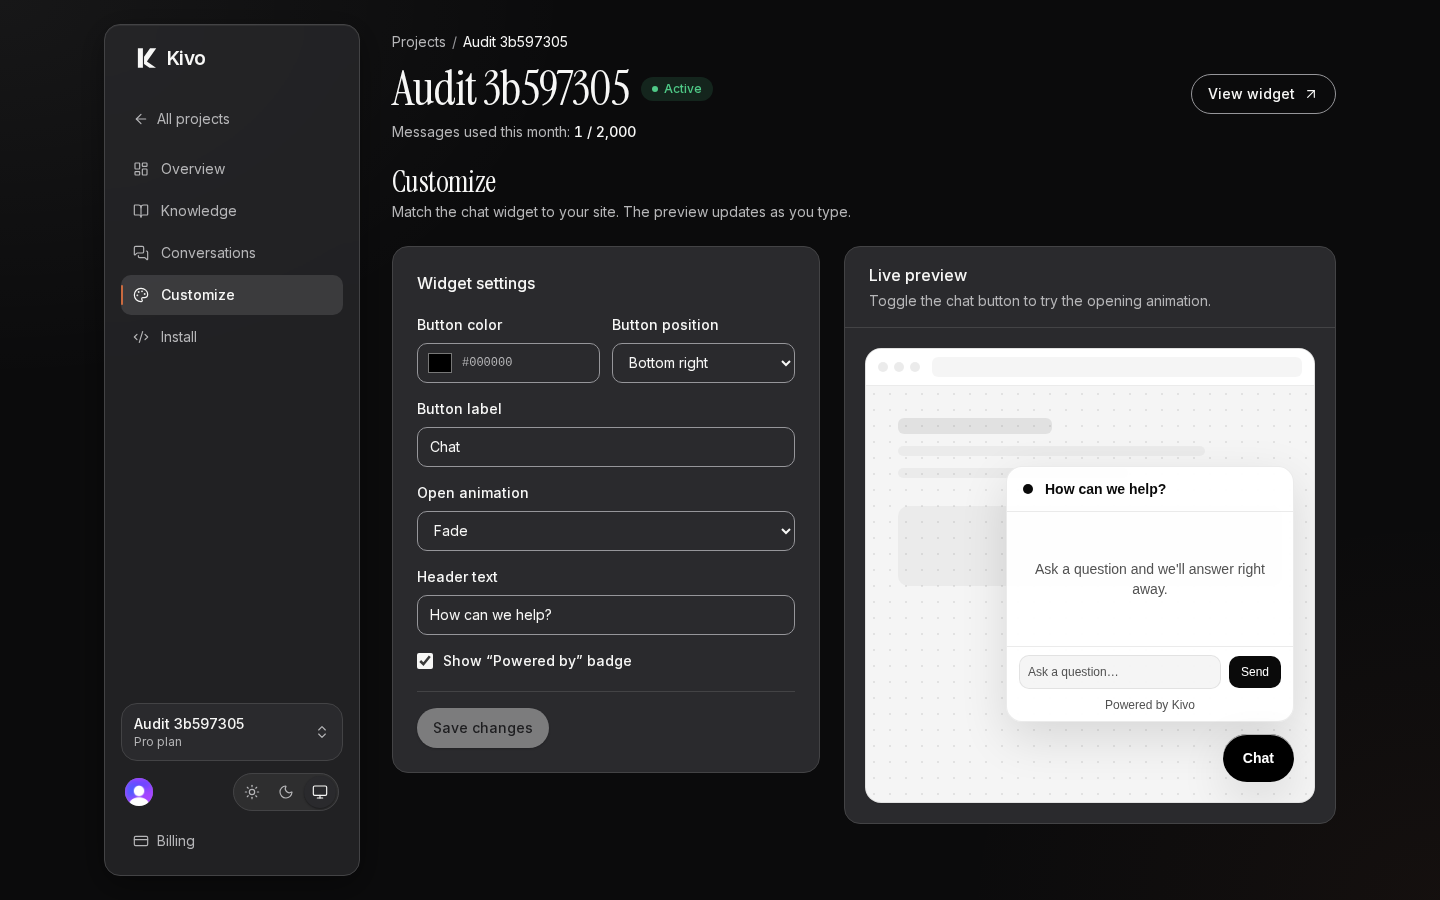 Kivo
All projects
Overview
Knowledge
Conversations
Customize
Install
Audit 3b597305
Pro plan
Billing
Projects / Audit 3b597305
Audit 3b597305
Active
View widget
Messages used this month: 1 / 2,000
Customize
Match the chat widget to your site. The preview updates as you type.
Widget settings
Button color
#000000
Button position
Bottom right
Button label
Chat
Open animation
Fade
Header text
How can we help?
Show “Powered by” badge
Save changes
Live preview
Toggle the chat button to try the opening animation.
How can we help?
Ask a question and we'll answer right
away.
Ask a question…
Send
Powered by Kivo
Chat